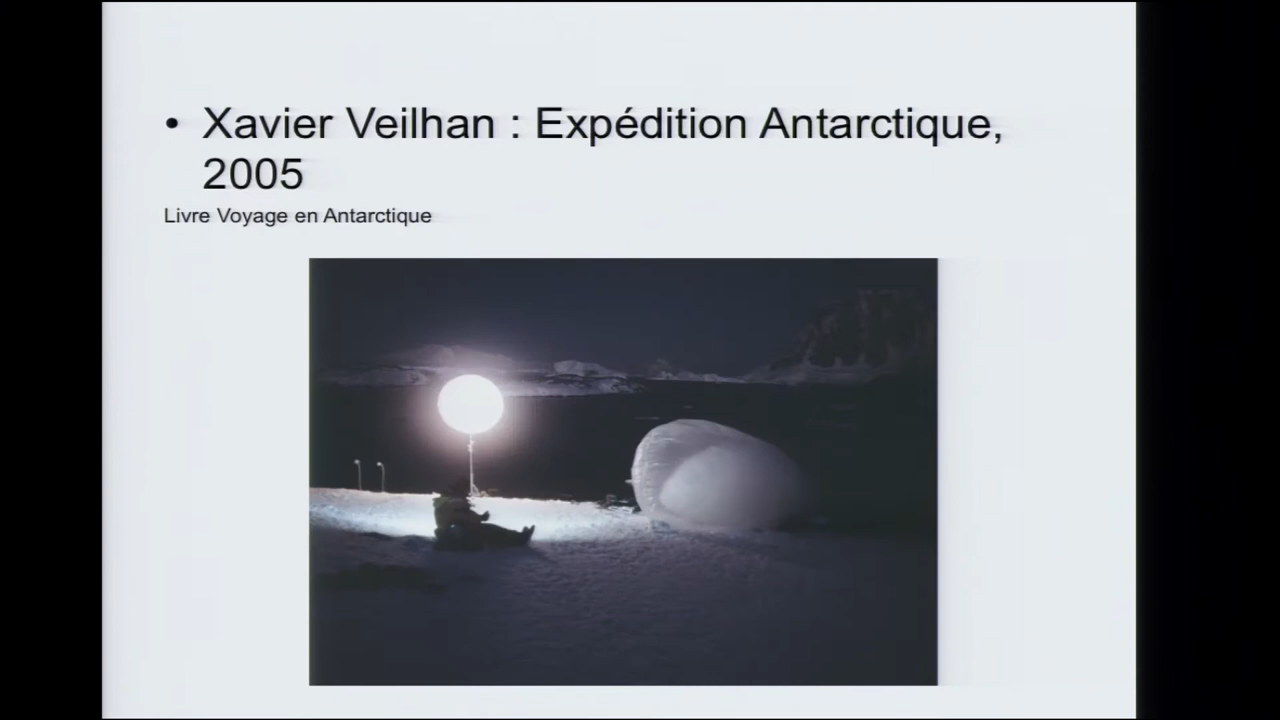 • Xavier Veilhan : Expédition Antarctique,
2005
Livre Voyage en Antarctique